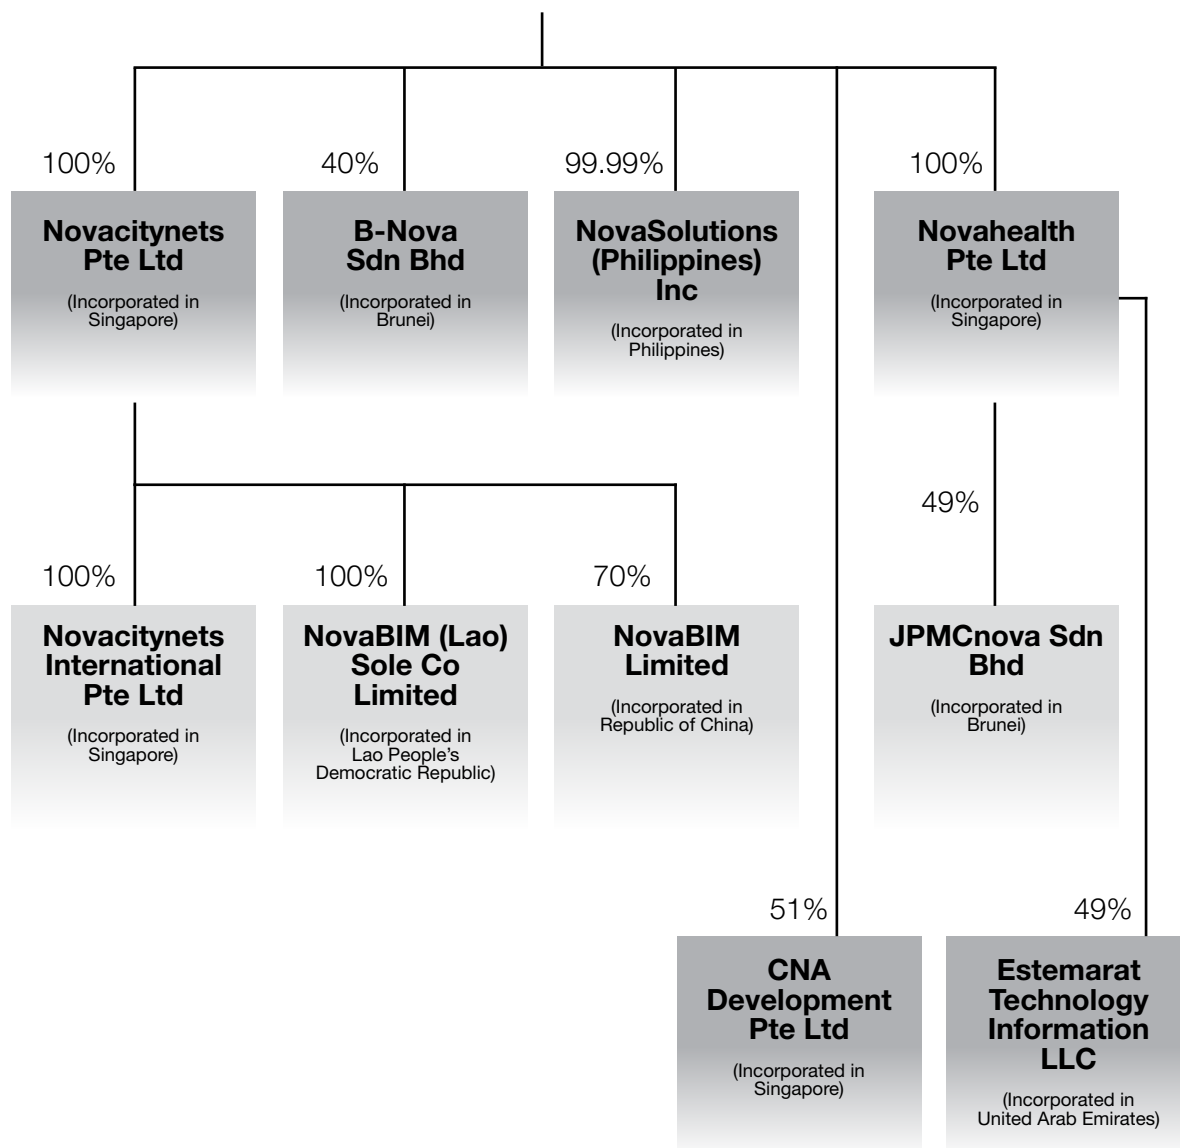 100%
Novacitynets
Pte Ltd
(Incorporated in
Singapore)
40%
B-Nova
Sdn Bhd
(Incorporated in
Brunei)
99.99%
NovaSolutions
(Philippines)
Inc
(Incorporated in
Philippines)
100%
Novahealth
Pte Ltd
(Incorporated in
Singapore)
100%
Novacitynets
International
Pte Ltd
(Incorporated in
Singapore)
100%
NovaBIM (Lao)
Sole Co
Limited
(Incorporated in
Lao People's
Democratic Republic)
70%
NovaBIM
Limited
(Incorporated in
Republic of China)
49%
JPMCnova Sdn
Bhd
(Incorporated in
Brunei)
51%
CNA
Development
Pte Ltd
(Incorporated in
Singapore)
49%
Estemarat
Technology
Information
LLC
(Incorporated in
United Arab Emirates)